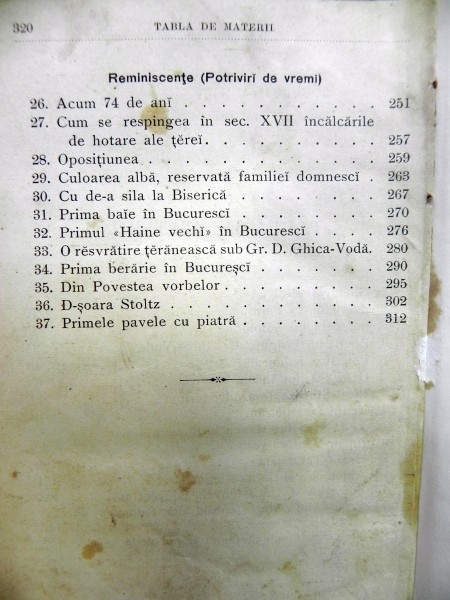 320 TABLA DE MATERII
Reminiscențe (Potrivirĭ de vremi)
26. Acum 74 de anĭ . . . . . . . . . . . . 251
27. Cum se respingea în sec. XVII încălcările
de hotare ale țĕreĭ. . . . . . . . . . . 257
28. Oposițiunea . . . . . . . . . . . . . . 259
29. Culoarea albă, reservată familieĭ domnescĭ . 263
30. Cu de-a sila la Biserică . . . . . . . . . 267
31. Prima baĭe în Bucurescĭ . . . . . . . . . 270
32. Primul «Haine vechĭ» în Bucurescĭ . . . . 276
33. O rĕsvrătire țĕrănească sub Gr. D. Ghica-Vodă. 280
34. Prima berărie în Bucureșcĭ . . . . . . . . 290
35. Din Povestea vorbelor . . . . . . . . . . 295
36. D-șoara Stoltz . . . . . . . . . . . . . 302
37. Primele pavele cu piatră . . . . . . . . 312